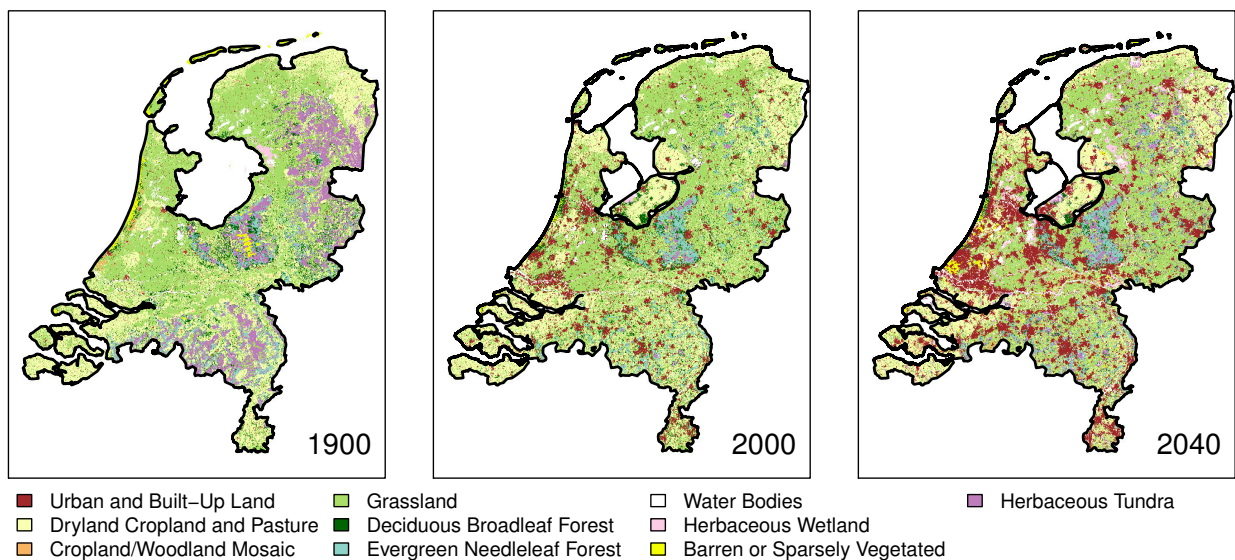 1900
2000
2040
Urban and Built−Up Land
Dryland Cropland and Pasture
Cropland/Woodland Mosaic
Grassland
Deciduous Broadleaf Forest
Evergreen Needleleaf Forest
Water Bodies
Herbaceous Wetland
Barren or Sparsely Vegetated
Herbaceous Tundra